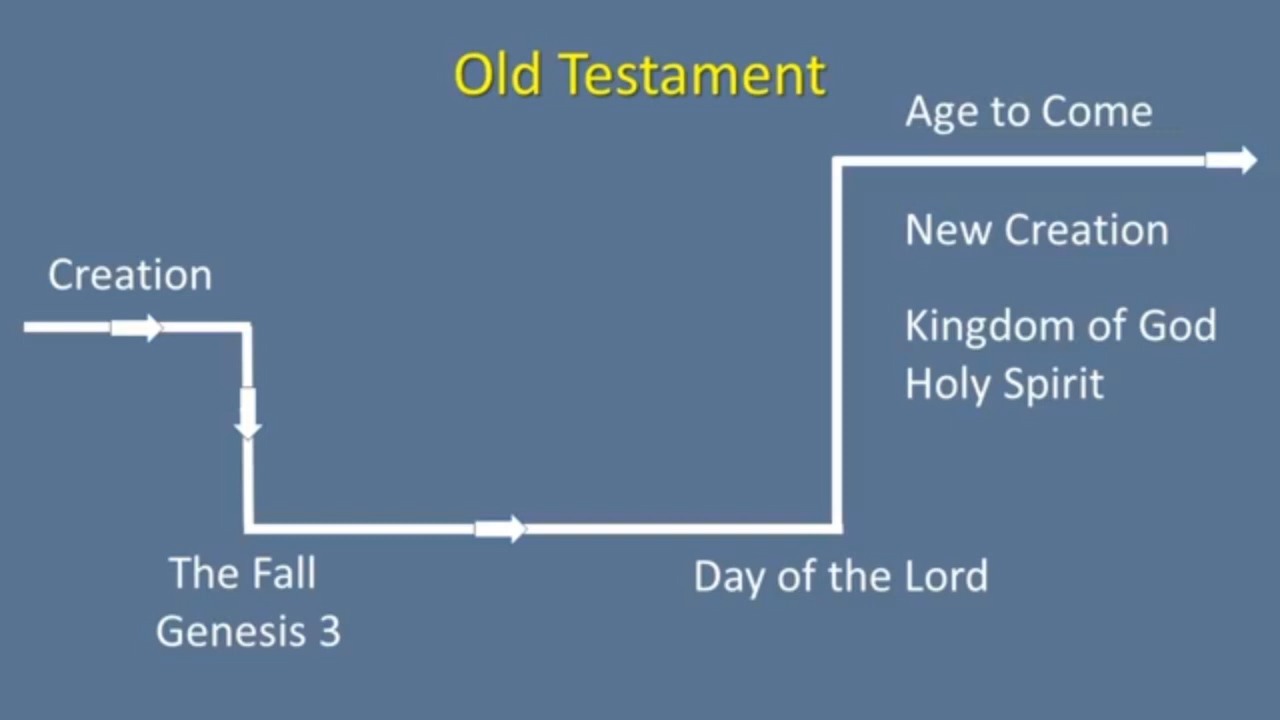 Old Testament
Age to Come
New Creation
Creation
Kingdom of God
Holy Spirit
The Fall
Genesis 3
Day of the Lord